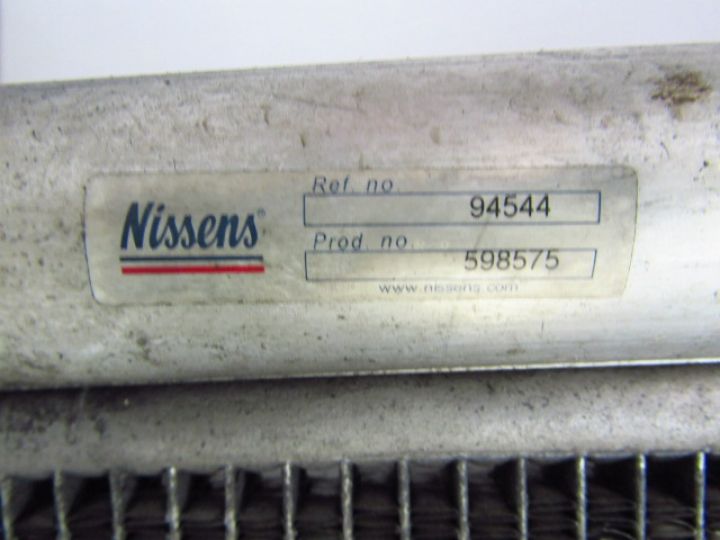 Nissens®
Ref. no
94544
Prod. no.
598575
www.nissens.com